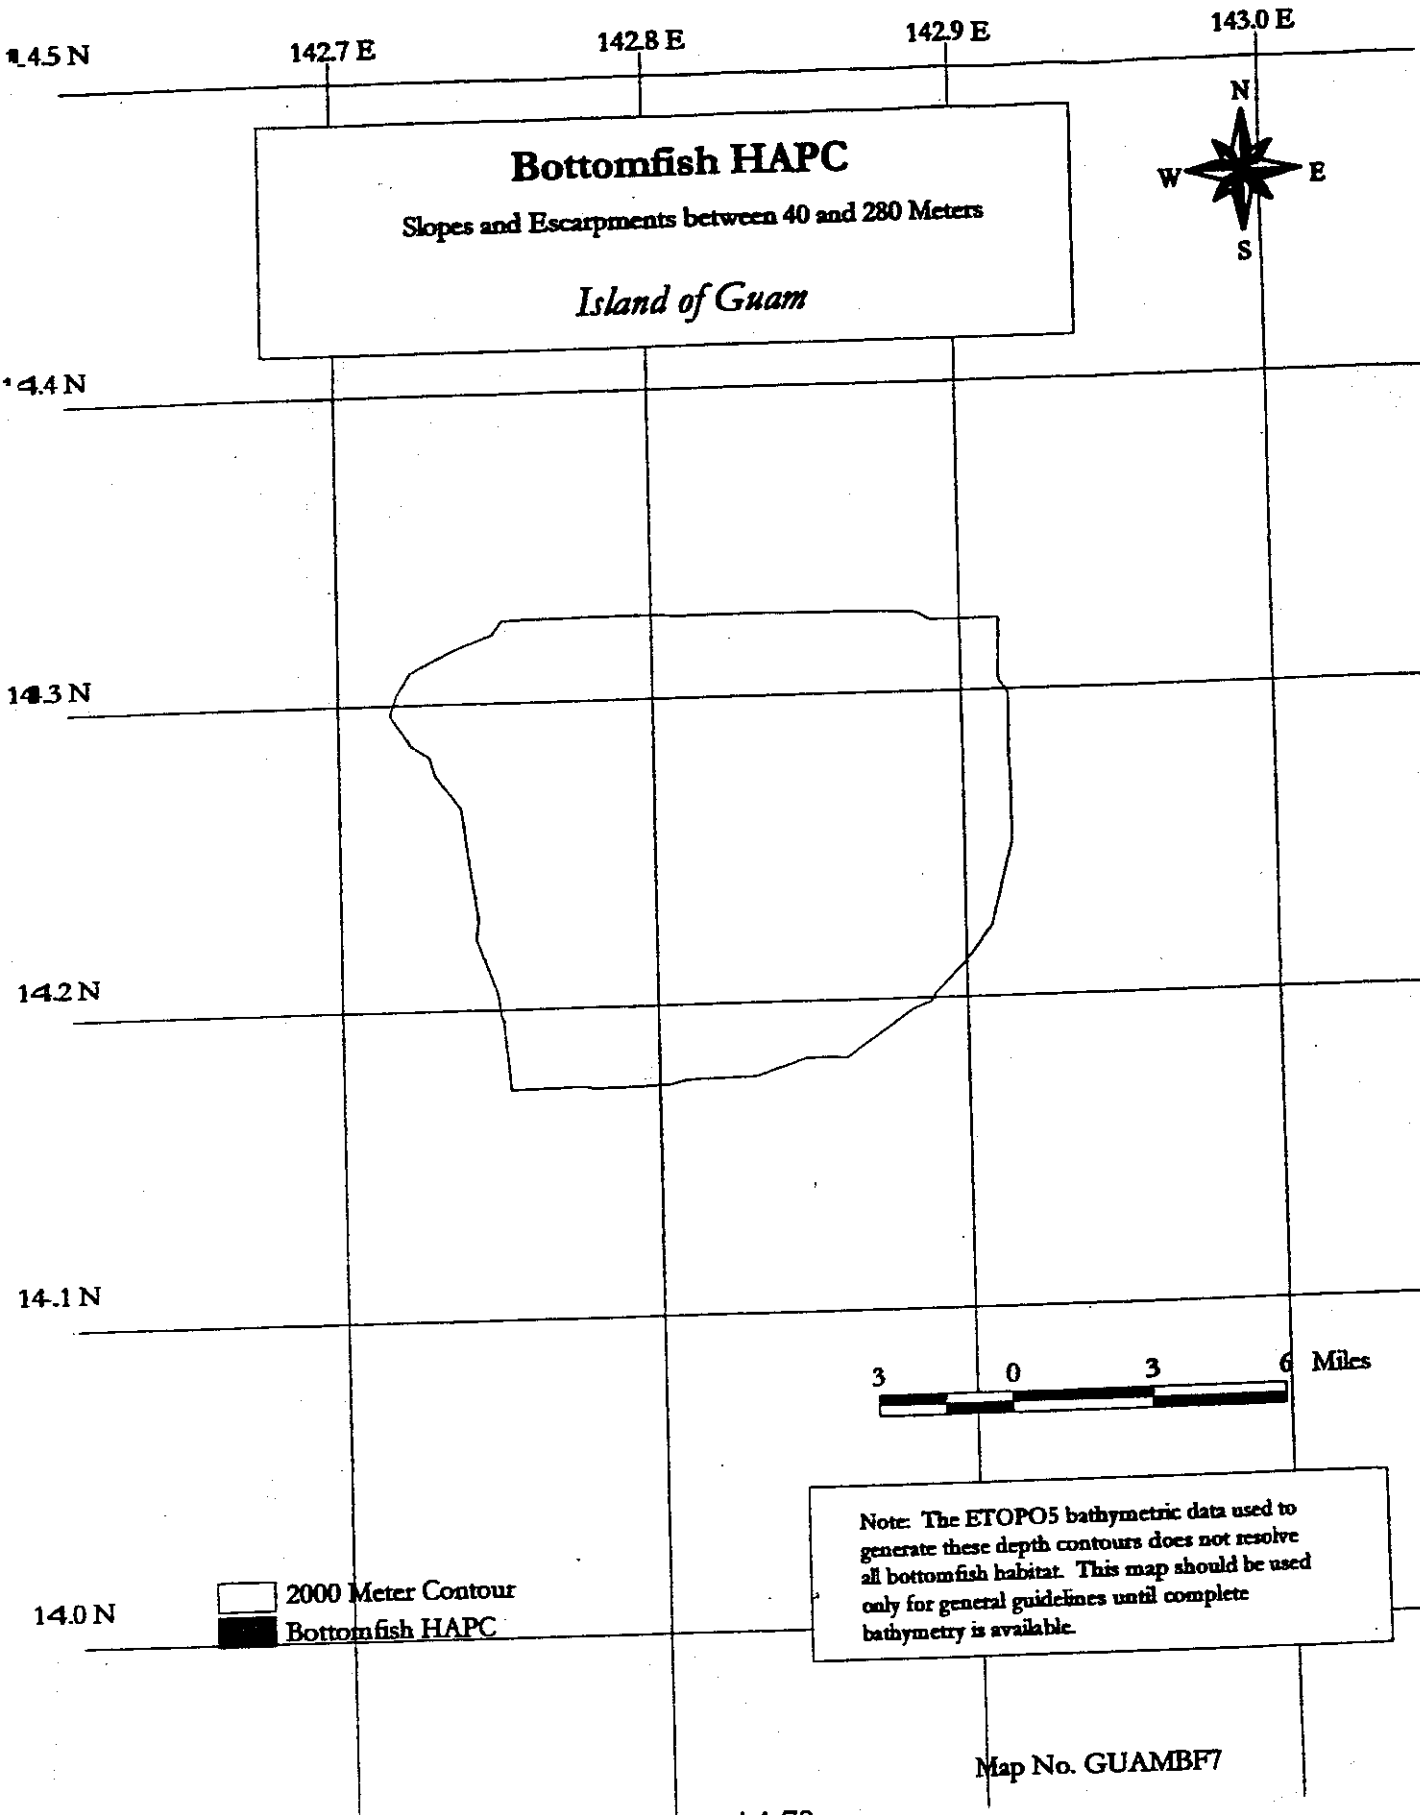 142.7 E 142.8 E 142.9 E 143.0 E
14.5 N
N
W E
S
Bottomfish HAPC
Slopes and Escarpments between 40 and 280 Meters
Island of Guam
14.4 N
14.3 N
14.2 N
14.1 N
3 0 3 6 Miles
Note: The ETOPO5 bathymetric data used to
generate these depth contours does not resolve
all bottomfish habitat. This map should be used
only for general guidelines until complete
bathymetry is available.
2000 Meter Contour
14.0 N
Bottomfish HAPC
Map No. GUAMBF7